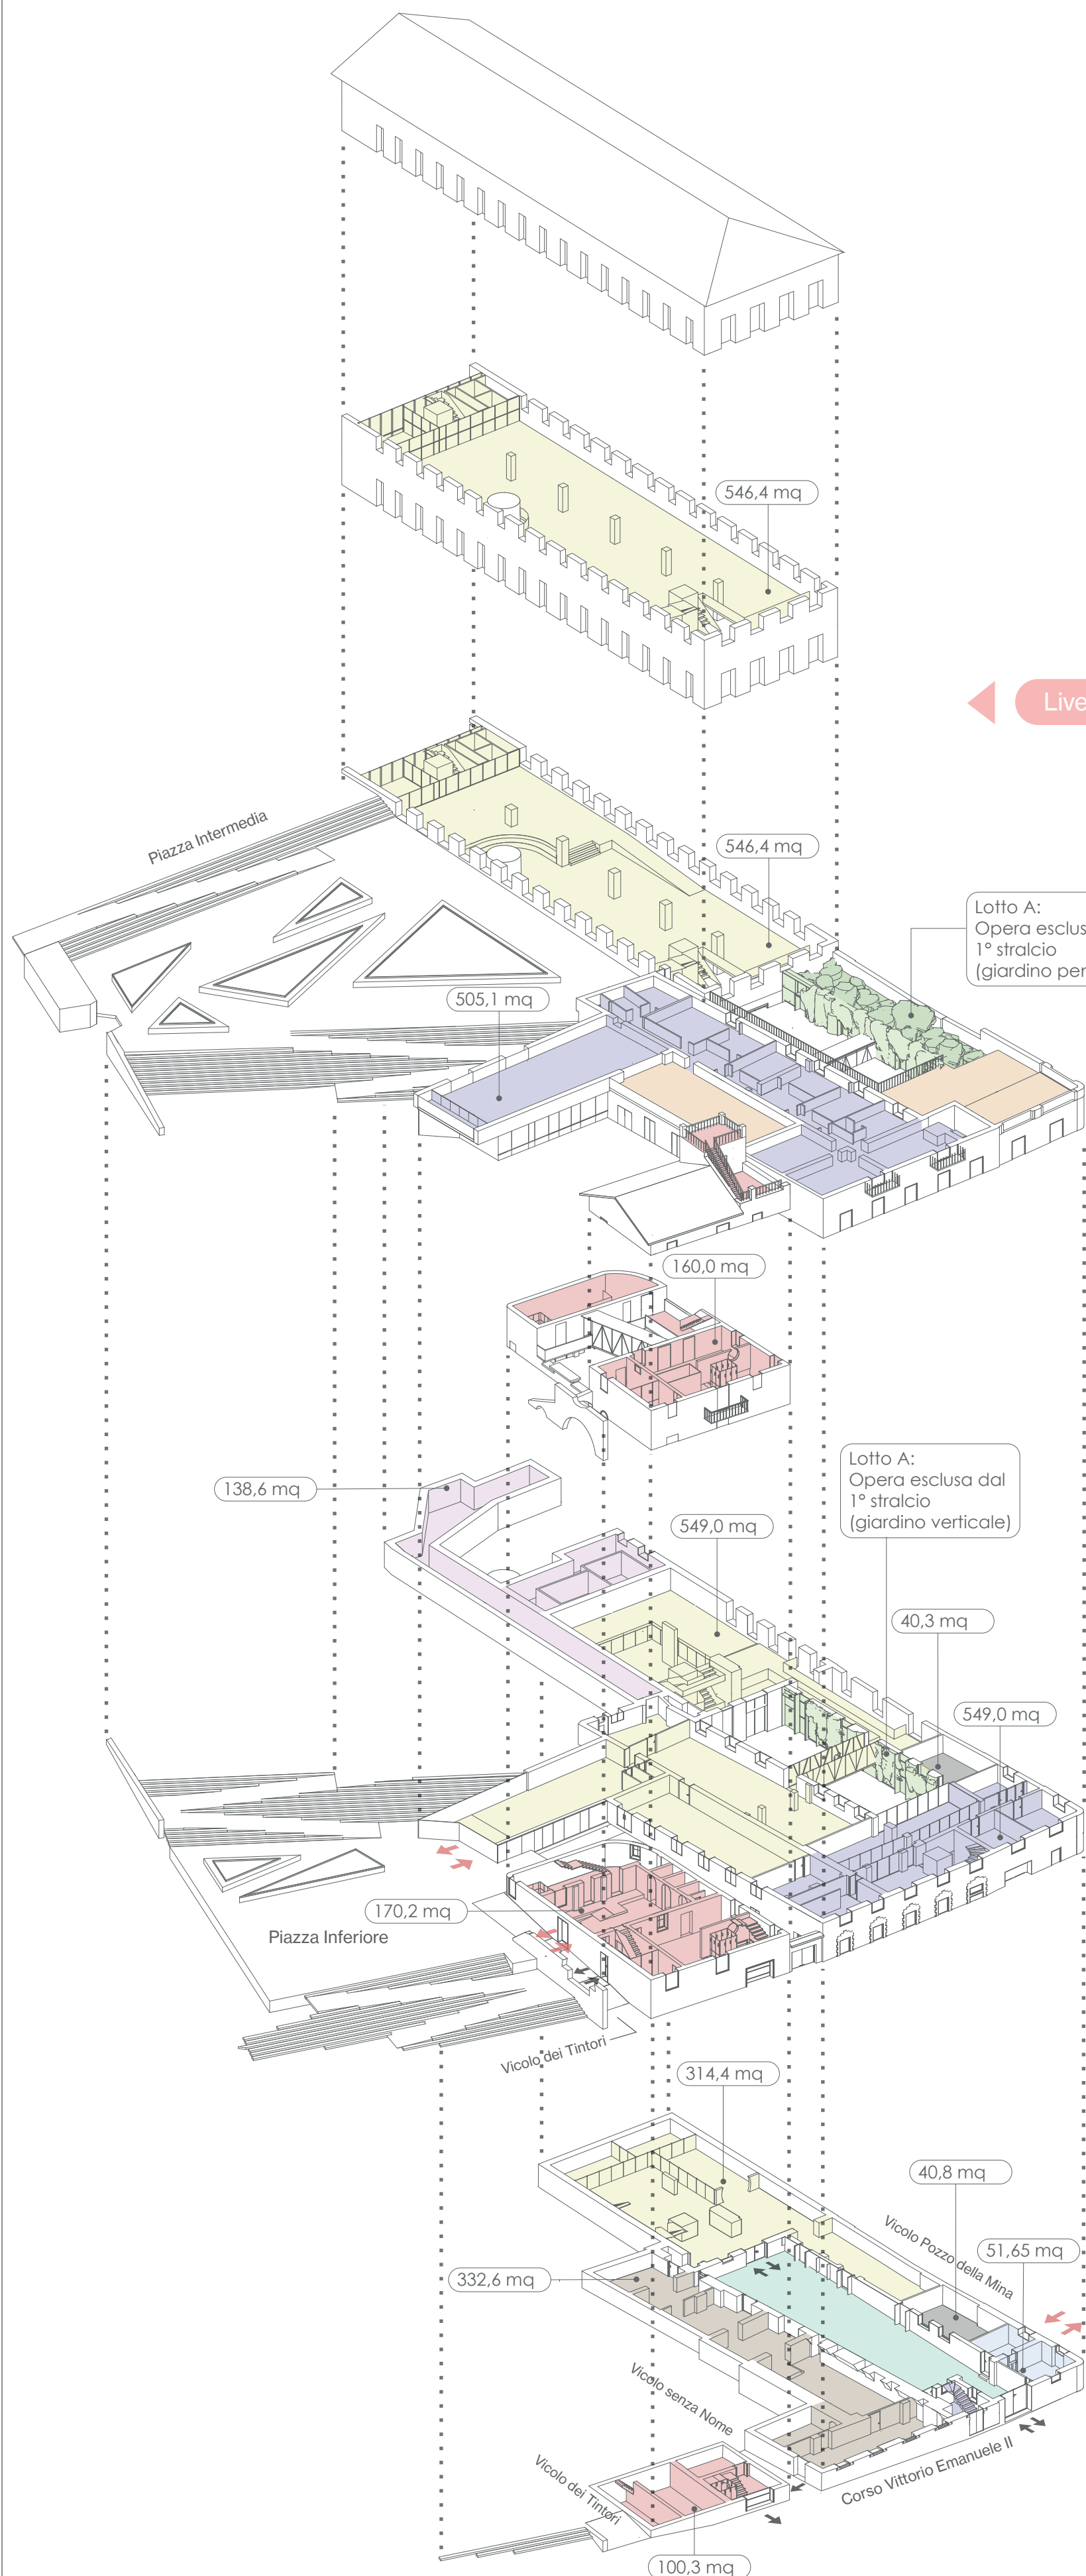 546,4 mq
Live
Piazza Intermedia
546,4 mq
Lotto A:
Opera esclus
1° stralcio
(giardino per
505,1 mq
160,0 mq
Lotto A:
Opera esclusa dal
1° stralcio
(giardino verticale)
138,6 mq
549,0 mq
40,3 mq
549,0 mq
170,2 mq
Piazza Inferiore
Vicolo dei Tintori
314,4 mq
40,8 mq
Vicolo Pozzo della Mina
51,65 mq
332,6 mq
Vicolo senza Nome
Vicolo dei Tintori
Corso Vittorio Emanuele II
100,3 mq